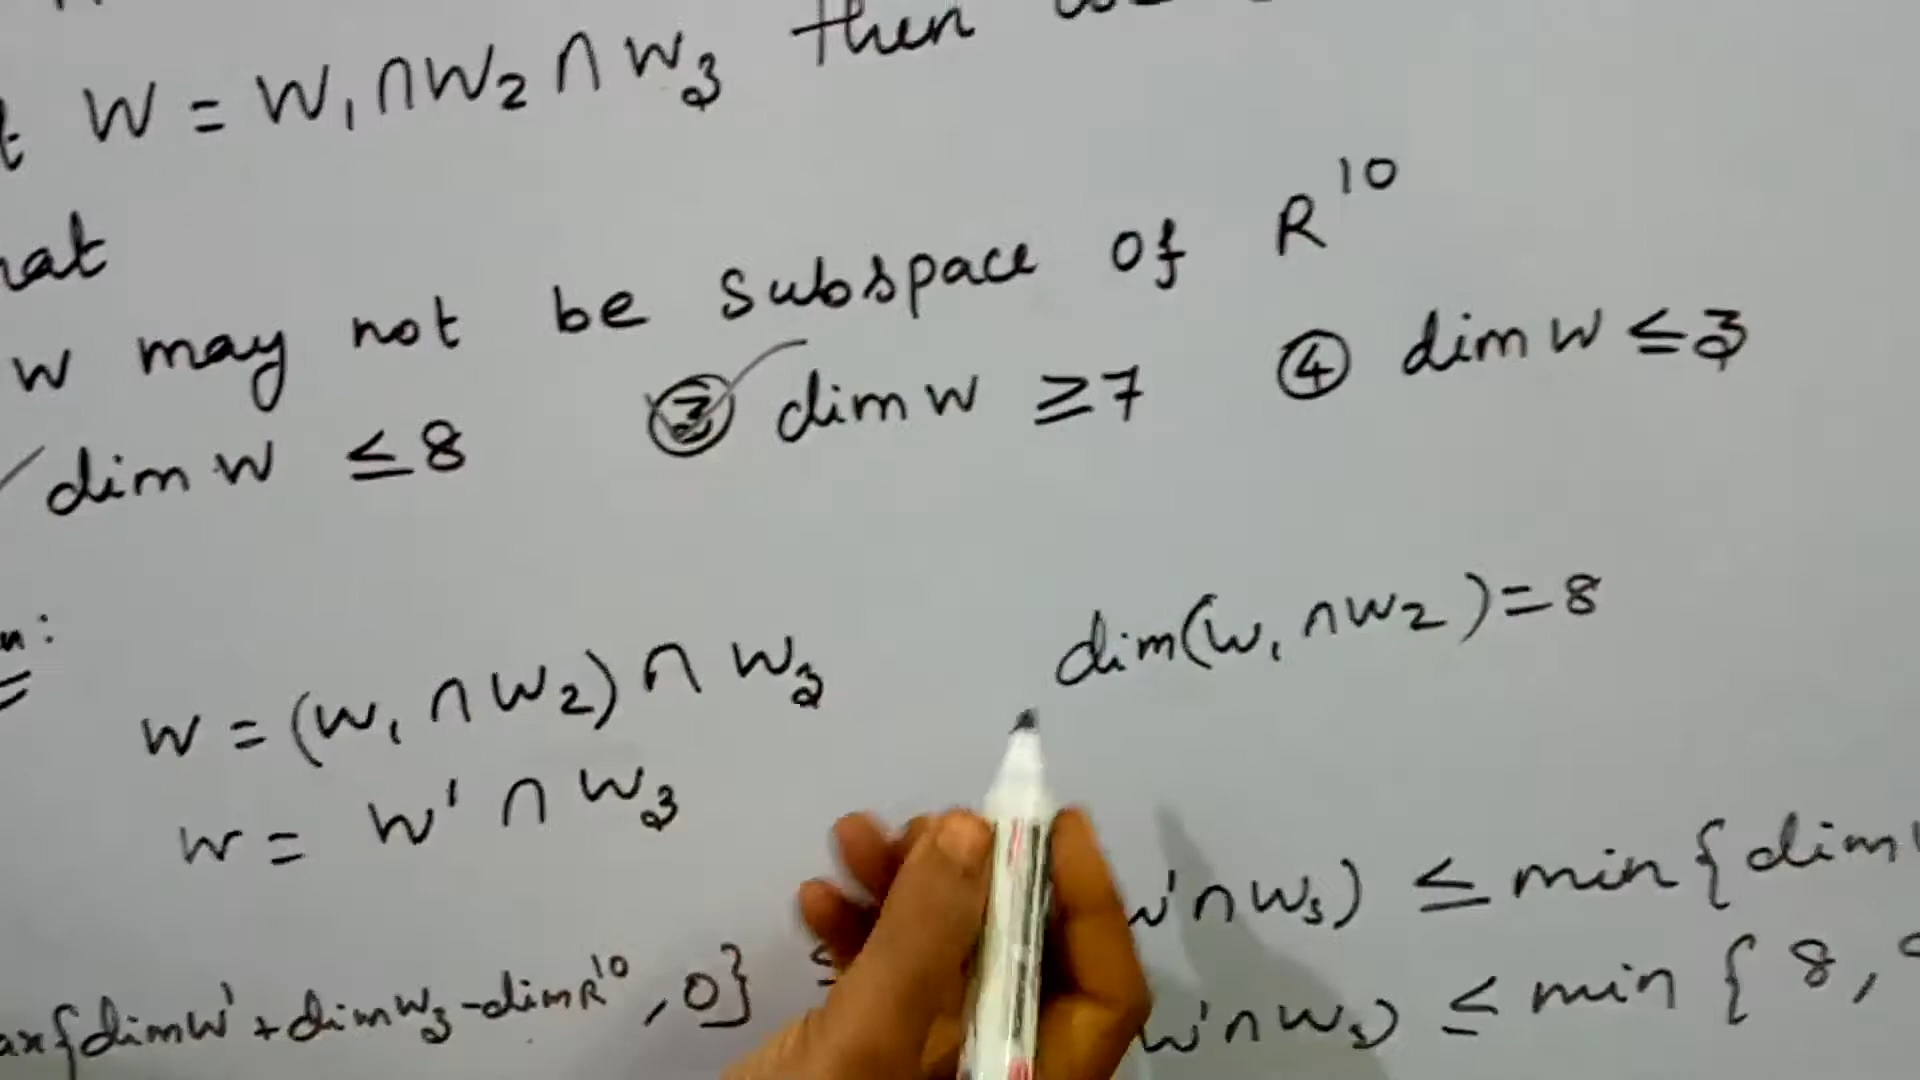 W = W₁ ∩ W₂ ∩ W₃ then
W may not be subspace of R¹⁰
dim W ≤ 8 ③ dim W ≥ 7 ④ dim W ≤ 3
W = (W₁ ∩ W₂) ∩ W₃ dim(W₁ ∩ W₂) = 8
W = W' ∩ W₃
W' ∩ W₃) ≤ min { dim
{dim W' + dim W₃ - dim R¹⁰, 0} ≤ W' ∩ W₃) ≤ min { 8,